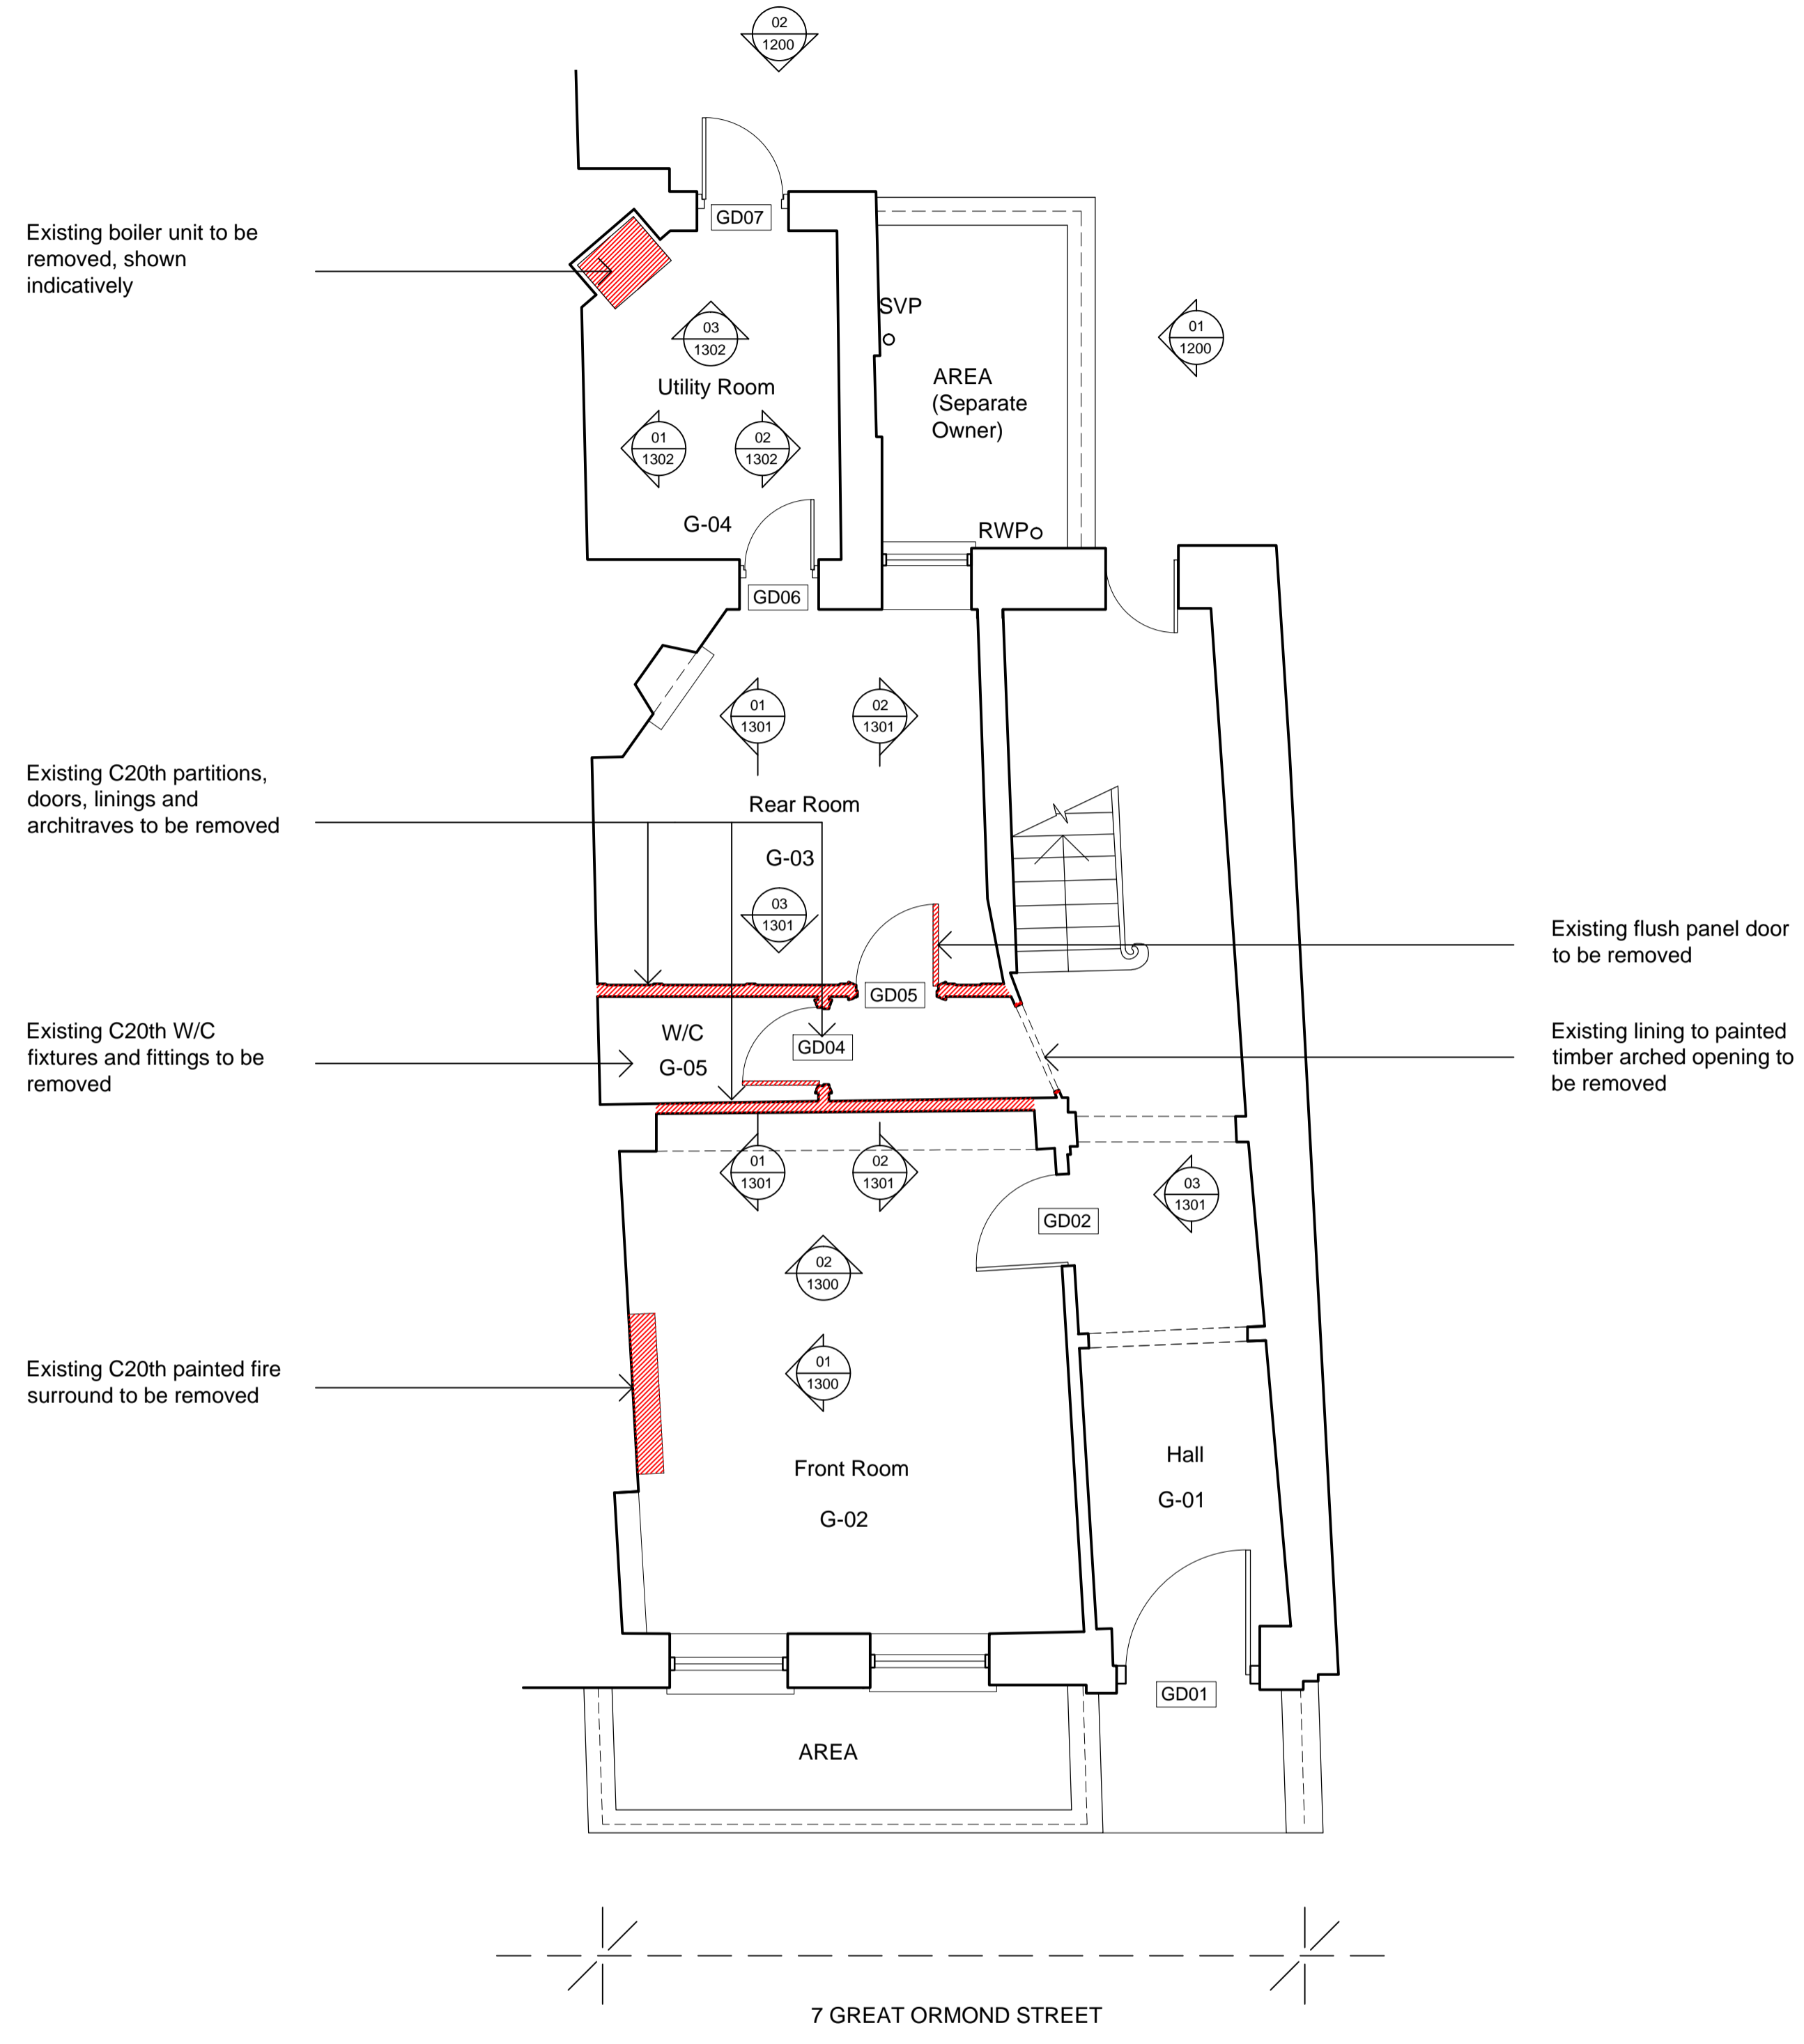 02
1200
GD07
Existing boiler unit to be
removed, shown
indicatively
SVP
03
1302
01
1200
Utility Room
AREA
(Separate
Owner)
01
1302
02
1302
G-04
RWP
GD06
01
1301
02
1301
Existing C20th partitions,
doors, linings and
architraves to be removed
Rear Room
G-03
03
1301
Existing flush panel door
to be removed
GD05
Existing C20th W/C
fixtures and fittings to be
removed
W/C
G-05
GD04
Existing lining to painted
timber arched opening to
be removed
01
1301
02
1301
03
1301
GD02
02
1300
01
1300
Existing C20th painted fire
surround to be removed
Front Room
G-02
Hall
G-01
GD01
AREA
7 GREAT ORMOND STREET